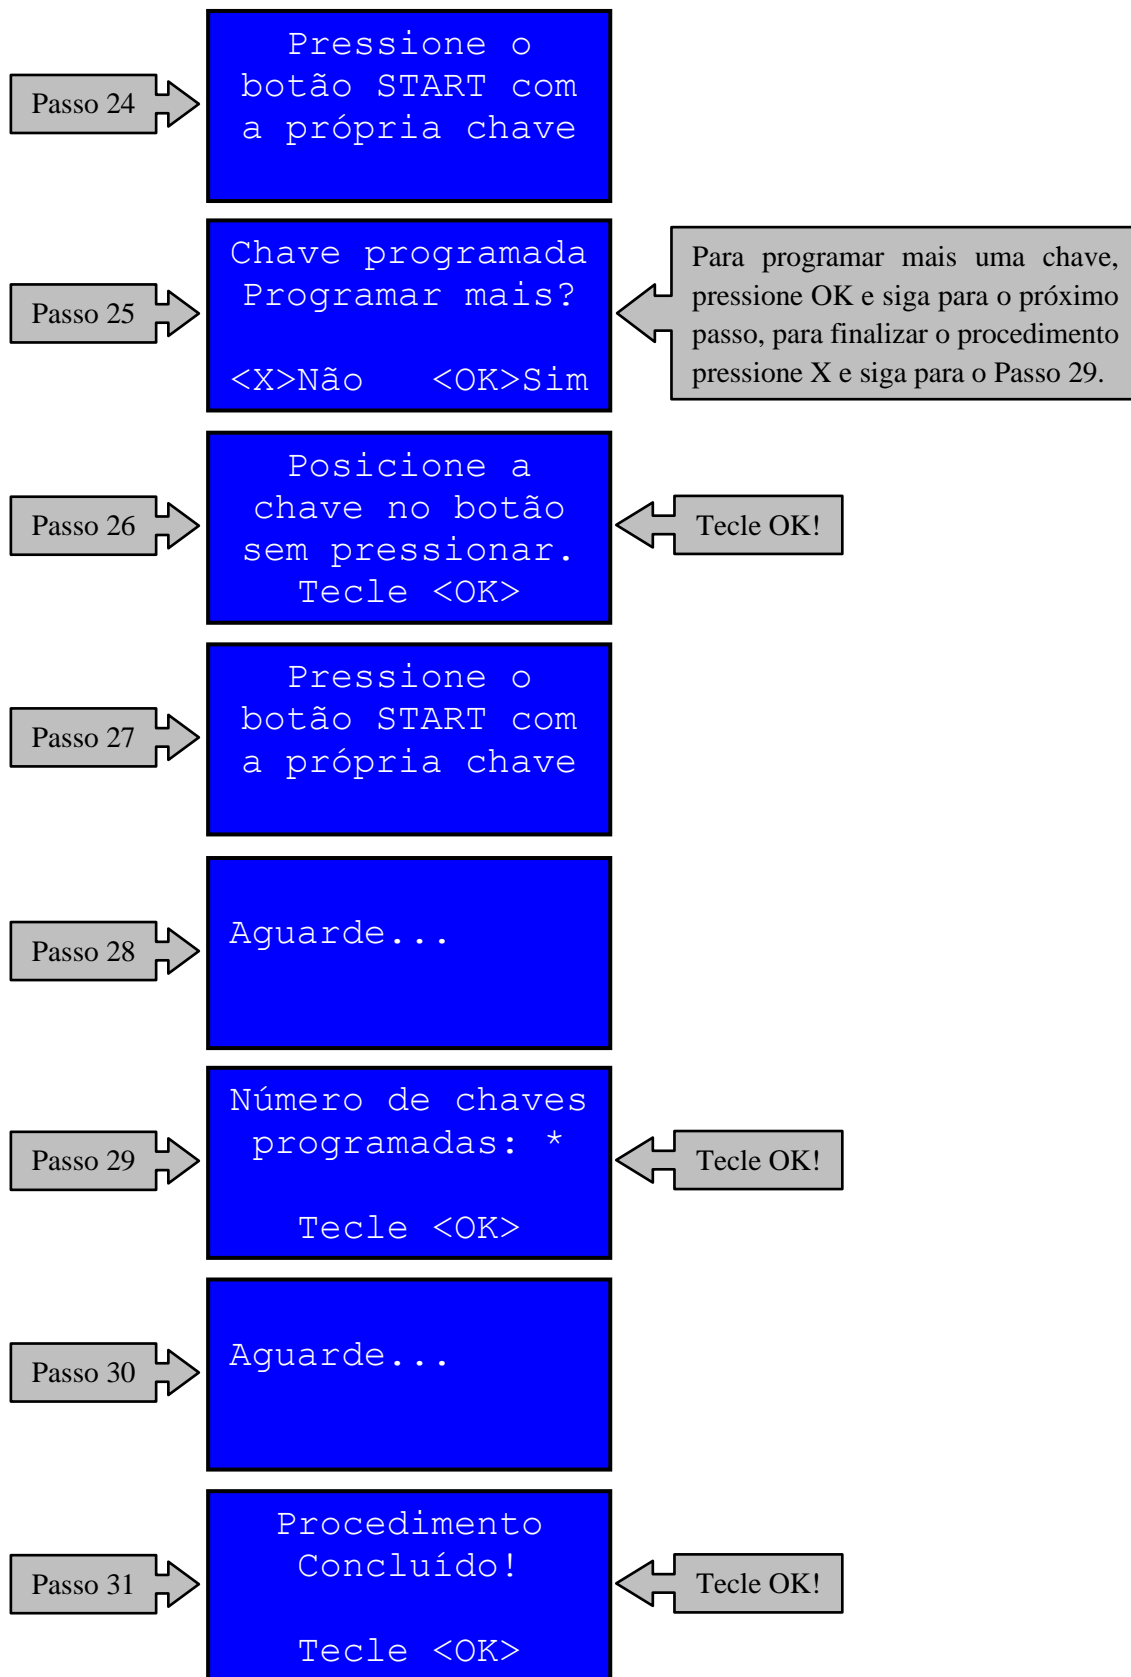 Passo 24
Pressione o
botão START com
a própria chave
Passo 25
Chave programada
Programar mais?
<X>Não <OK>Sim
Para programar mais uma chave,
pressione OK e siga para o próximo
passo, para finalizar o procedimento
pressione X e siga para o Passo 29.
Passo 26
Posicione a
chave no botão
sem pressionar.
Tecle <OK>
Tecle OK!
Passo 27
Pressione o
botão START com
a própria chave
Passo 28
Aguarde...
Passo 29
Número de chaves
programadas: *
Tecle <OK>
Tecle OK!
Passo 30
Aguarde...
Passo 31
Procedimento
Concluído!
Tecle <OK>
Tecle OK!